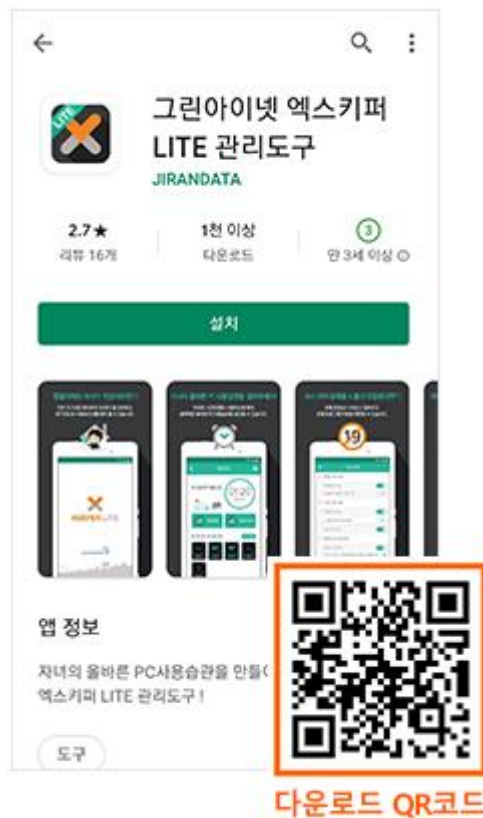 LITE
그린아이넷 엑스키퍼
LITE 관리도구
JIRANDATA
2.7★
리뷰 16개
1천 이상
다운로드
3
만 3세 이상
설치
19
앱 정보
자녀의 올바른 PC사용습관을 만들어
엑스키퍼 LITE 관리도구 !
도구
다운로드 QR코드